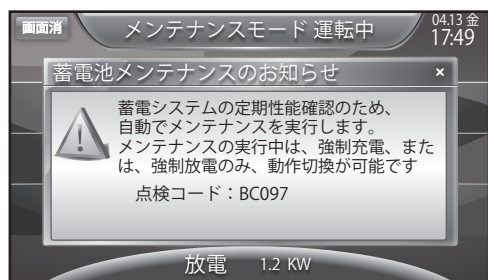 画面消
メンテナンスモード 運転中
04.13 金
17:49
蓄電池メンテナンスのお知らせ
×
!
蓄電システムの定期性能確認のため、
自動でメンテナンスを実行します。
メンテナンスの実行中は、強制充電、また
は、強制放電のみ、動作切換が可能です
点検コード：BC097
放電 1.2 KW